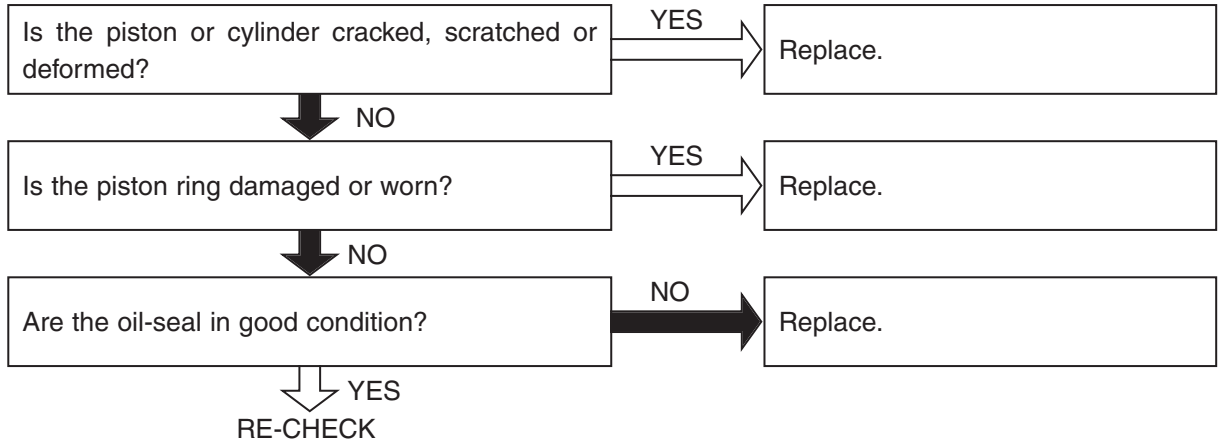 Is the piston or cylinder cracked, scratched or
deformed?
YES
Replace.
NO
Is the piston ring damaged or worn?
YES
Replace.
NO
Are the oil-seal in good condition?
NO
Replace.
YES
RE-CHECK